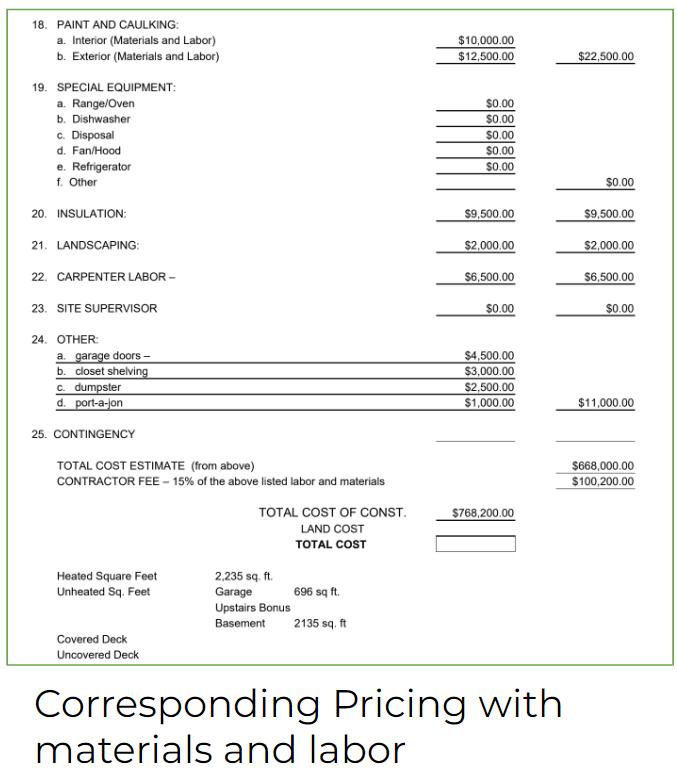 18. PAINT AND CAULKING:
a. Interior (Materials and Labor) $10,000.00
b. Exterior (Materials and Labor) $12,500.00 $22,500.00
19. SPECIAL EQUIPMENT:
a. Range/Oven $0.00
b. Dishwasher $0.00
c. Disposal $0.00
d. Fan/Hood $0.00
e. Refrigerator $0.00
f. Other $0.00
20. INSULATION: $9,500.00 $9,500.00
21. LANDSCAPING: $2,000.00 $2,000.00
22. CARPENTER LABOR – $6,500.00 $6,500.00
23. SITE SUPERVISOR $0.00 $0.00
24. OTHER:
a. garage doors – $4,500.00
b. closet shelving $3,000.00
c. dumpster $2,500.00
d. port-a-jon $1,000.00 $11,000.00
25. CONTINGENCY
TOTAL COST ESTIMATE (from above) $668,000.00
CONTRACTOR FEE – 15% of the above listed labor and materials $100,200.00
TOTAL COST OF CONST. $768,200.00
LAND COST
TOTAL COST
Heated Square Feet 2,235 sq. ft.
Unheated Sq. Feet Garage 696 sq ft.
Upstairs Bonus
Basement 2135 sq. ft
Covered Deck
Uncovered Deck
Corresponding Pricing with
materials and labor